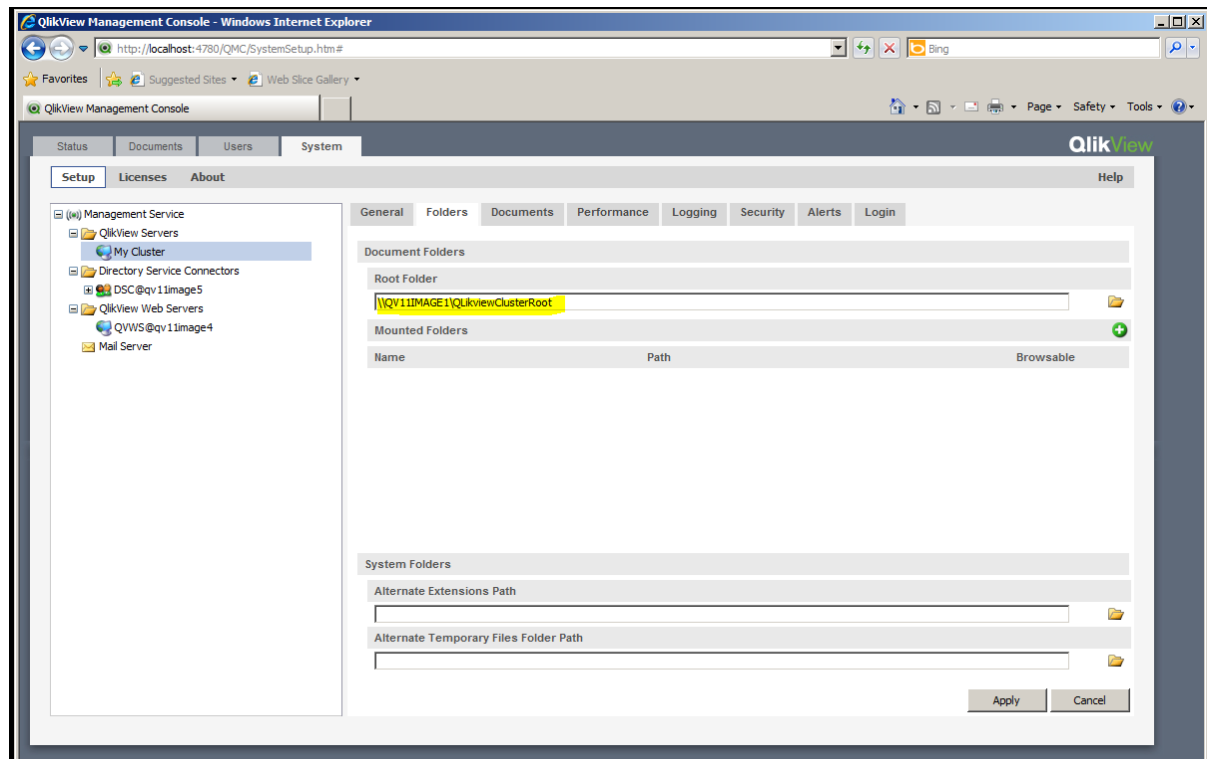 QlikView Management Console - Windows Internet Explorer
http://localhost:4780/QMC/SystemSetup.htm#
Bing
Favorites Suggested Sites Web Slice Gallery
QlikView Management Console
Page Safety Tools
Status Documents Users System
QlikView
Setup Licenses About Help
Management Service
QlikView Servers
My Cluster
Directory Service Connectors
DSC@qv11image5
QlikView Web Servers
QVWS@qv11image4
Mail Server
General Folders Documents Performance Logging Security Alerts Login
Document Folders
Root Folder
\\QV11IMAGE1\QLikviewClusterRoot
Mounted Folders
Name Path Browsable
System Folders
Alternate Extensions Path
Alternate Temporary Files Folder Path
Apply Cancel